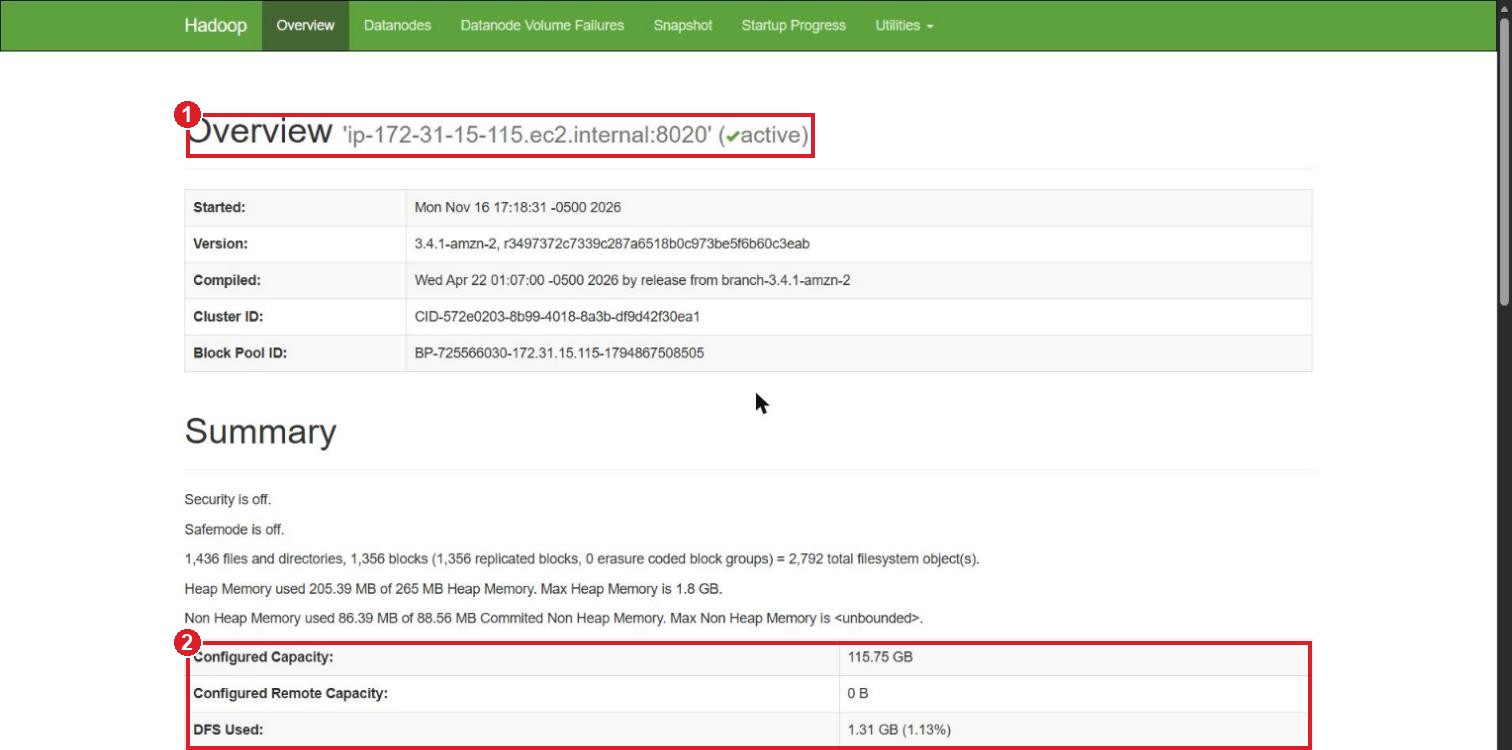 Hadoop Overview Datanodes Datanode Volume Failures Snapshot Startup Progress Utilities
1
Overview 'ip-172-31-15-115.ec2.internal:8020' (✔active)
Started: Mon Nov 16 17:18:31 -0500 2026
Version: 3.4.1-amzn-2, r3497372c7339c287a6518b0c973be5f6b60c3eab
Compiled: Wed Apr 22 01:07:00 -0500 2026 by release from branch-3.4.1-amzn-2
Cluster ID: CID-572e0203-8b99-4018-8a3b-df9d42f30ea1
Block Pool ID: BP-725566030-172.31.15.115-1794867508505
Summary
Security is off.
Safemode is off.
1,436 files and directories, 1,356 blocks (1,356 replicated blocks, 0 erasure coded block groups) = 2,792 total filesystem object(s).
Heap Memory used 205.39 MB of 265 MB Heap Memory. Max Heap Memory is 1.8 GB.
Non Heap Memory used 86.39 MB of 88.56 MB Commited Non Heap Memory. Max Non Heap Memory is <unbounded>.
2
Configured Capacity: 115.75 GB
Configured Remote Capacity: 0 B
DFS Used: 1.31 GB (1.13%)